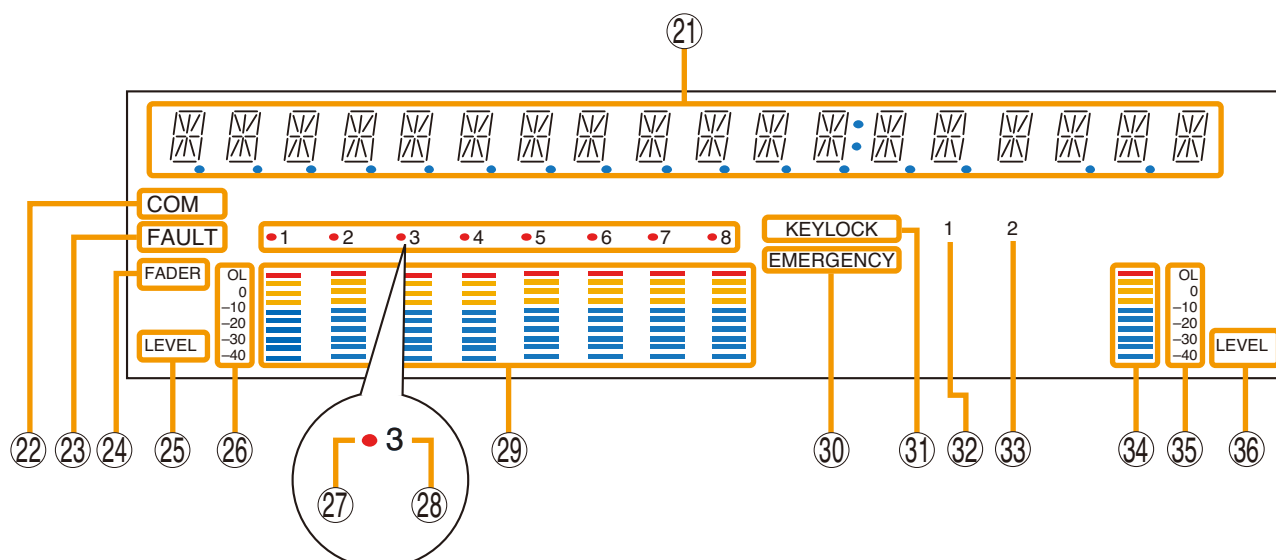 ㉑
COM
FAULT
1 2 3 4 5 6 7 8
KEYLOCK
1 2
FADER
EMERGENCY
OL
0
–10
–20
–30
–40
LEVEL
OL
0
–10
–20
–30
–40
LEVEL
3
㉒ ㉓ ㉔ ㉕ ㉖ ㉙ ㉚ ㉛ ㉜ ㉝ ㉞ ㉟ ㊱
㉗ ㉘